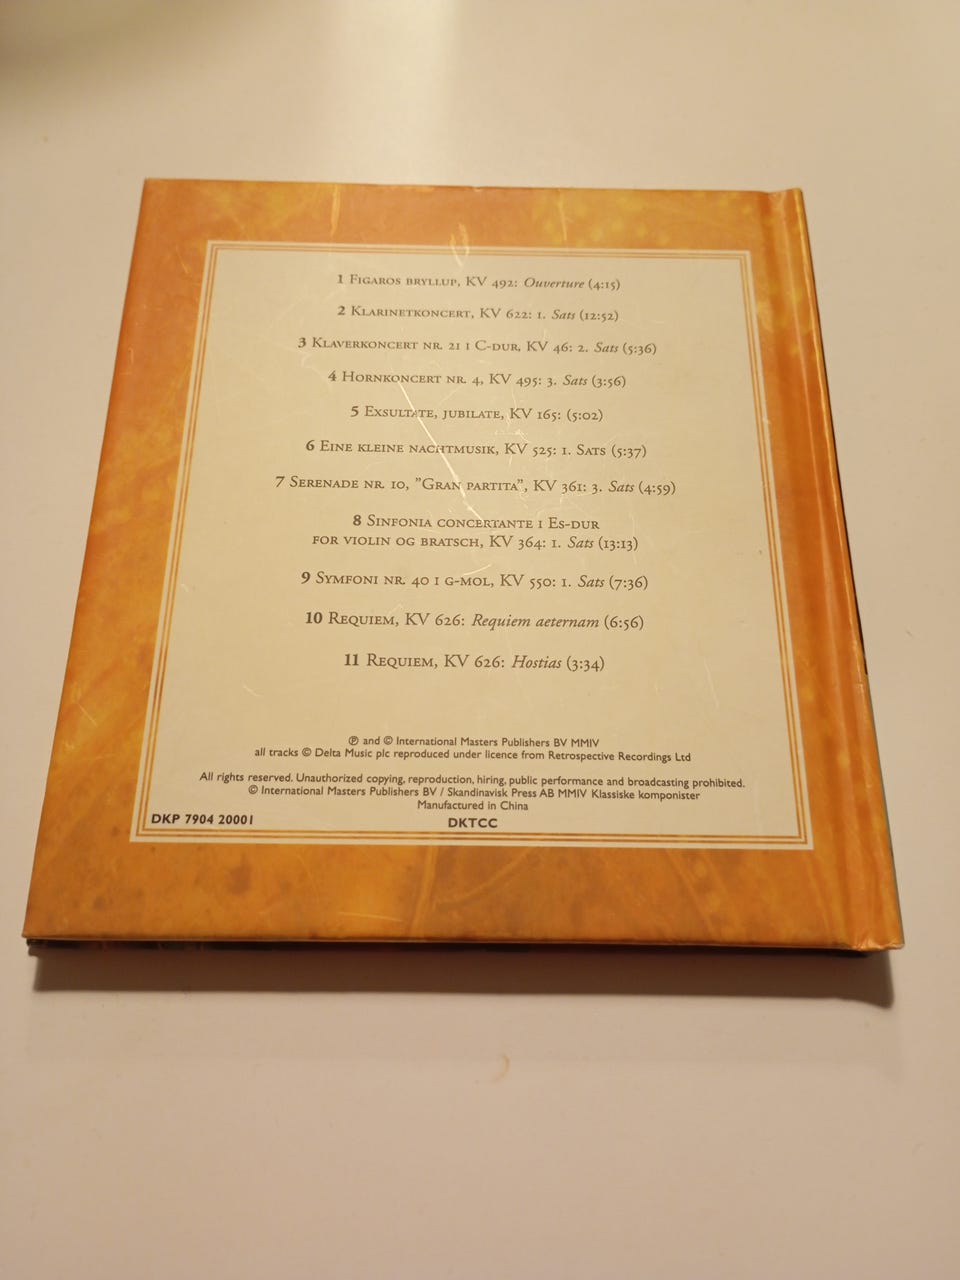 1 Figaros bryllup, KV 492: Ouverture (4:15)
2 Klarinetkoncert, KV 622: 1. Sats (12:52)
3 Klaverkoncert nr. 21 i C-dur, KV 46: 2. Sats (5:36)
4 Hornkoncert nr. 4, KV 495: 3. Sats (3:56)
5 Exsultate, jubilate, KV 165: (5:02)
6 Eine kleine nachtmusik, KV 525: 1. Sats (5:37)
7 Serenade nr. 10, ”Gran partita”, KV 361: 3. Sats (4:59)
8 Sinfonia concertante i Es-dur
for violin og bratsch, KV 364: 1. Sats (13:13)
9 Symfoni nr. 40 i g-mol, KV 550: 1. Sats (7:36)
10 Requiem, KV 626: Requiem aeternam (6:56)
11 Requiem, KV 626: Hostias (3:34)
℗ and © International Masters Publishers BV MMIV
all tracks © Delta Music plc reproduced under licence from Retrospective Recordings Ltd
All rights reserved. Unauthorized copying, reproduction, hiring, public performance and broadcasting prohibited.
© International Masters Publishers BV / Skandinavisk Press AB MMIV Klassiske komponister
Manufactured in China
DKP 7904 20001
DKTCC